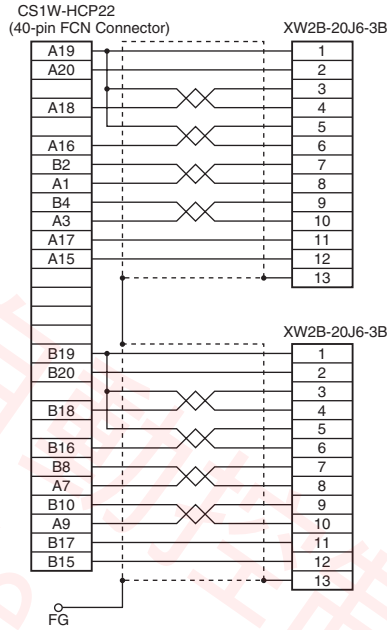 CS1W-HCP22
(40-pin FCN Connector)
XW2B-20J6-3B
A19
1
A20
2
3
A18
4
5
A16
6
B2
7
A1
8
B4
9
A3
10
A17
11
A15
12
13
XW2B-20J6-3B
B19
1
B20
2
3
B18
4
5
B16
6
B8
7
A7
8
B10
9
A9
10
B17
11
B15
12
13
FG